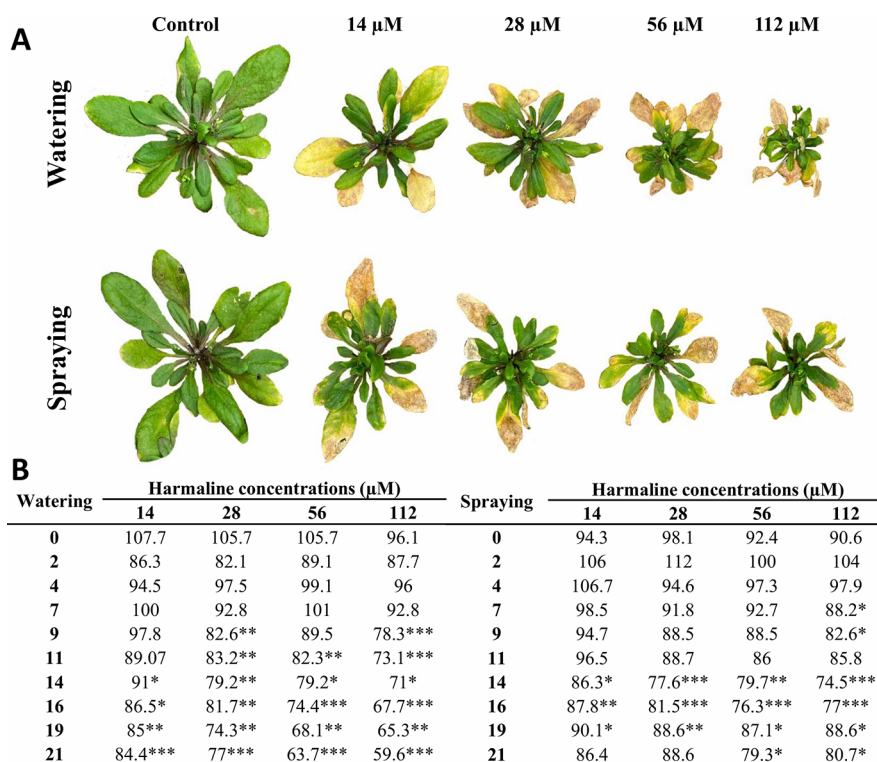 A
Control 14 µM 28 µM 56 µM 112 µM
Watering
Spraying
B
Watering Harmaline concentrations (µM) Spraying Harmaline concentrations (µM)
14 28 56 112 14 28 56 112
0 107.7 105.7 105.7 96.1 0 94.3 98.1 92.4 90.6
2 86.3 82.1 89.1 87.7 2 106 112 100 104
4 94.5 97.5 99.1 96 4 106.7 94.6 97.3 97.9
7 100 92.8 101 92.8 7 98.5 91.8 92.7 88.2*
9 97.8 82.6** 89.5 78.3*** 9 94.7 88.5 88.5 82.6*
11 89.07 83.2** 82.3** 73.1*** 11 96.5 88.7 86 85.8
14 91* 79.2** 79.2* 71* 14 86.3* 77.6*** 79.7** 74.5***
16 86.5* 81.7** 74.4*** 67.7*** 16 87.8** 81.5*** 76.3*** 77***
19 85** 74.3** 68.1** 65.3** 19 90.1* 88.6** 87.1* 88.6*
21 84.4*** 77*** 63.7*** 59.6*** 21 86.4 88.6 79.3* 80.7*